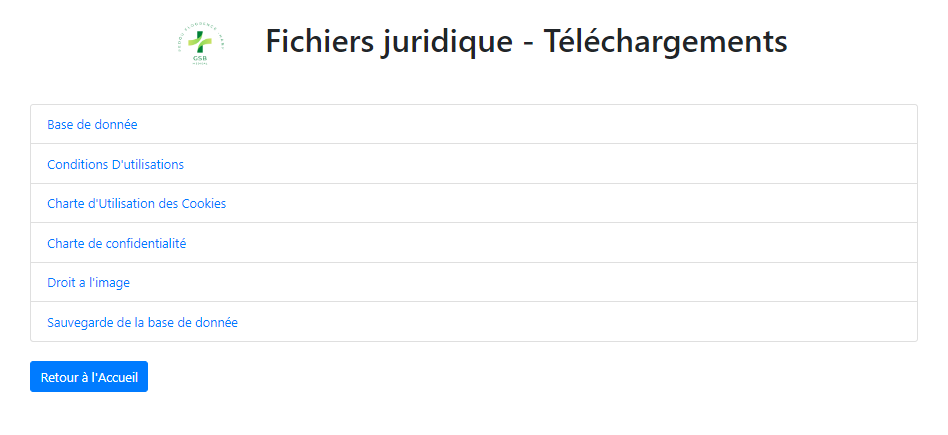 GSB
Fichiers juridique - Téléchargements
Base de donnée
Conditions D'utilisations
Charte d'Utilisation des Cookies
Charte de confidentialité
Droit a l'image
Sauvegarde de la base de donnée
Retour à l'Accueil